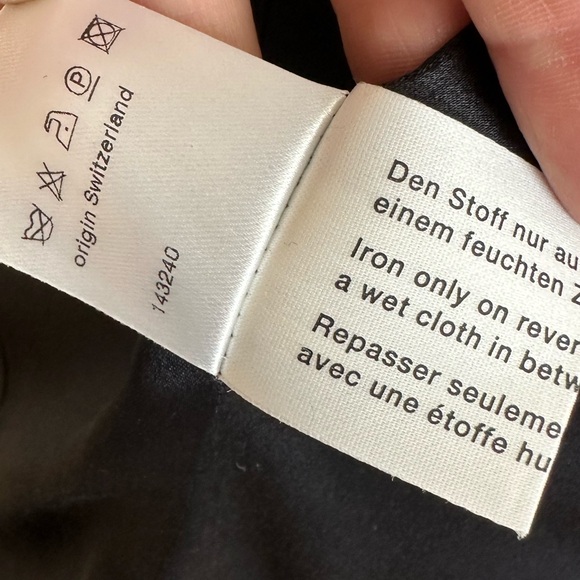 P
origin Switzerland
143240
Den Stoff nur au
einem feuchten Z
Iron only on rever
a wet cloth in betw
Repasser seuleme
avec une étoffe hu